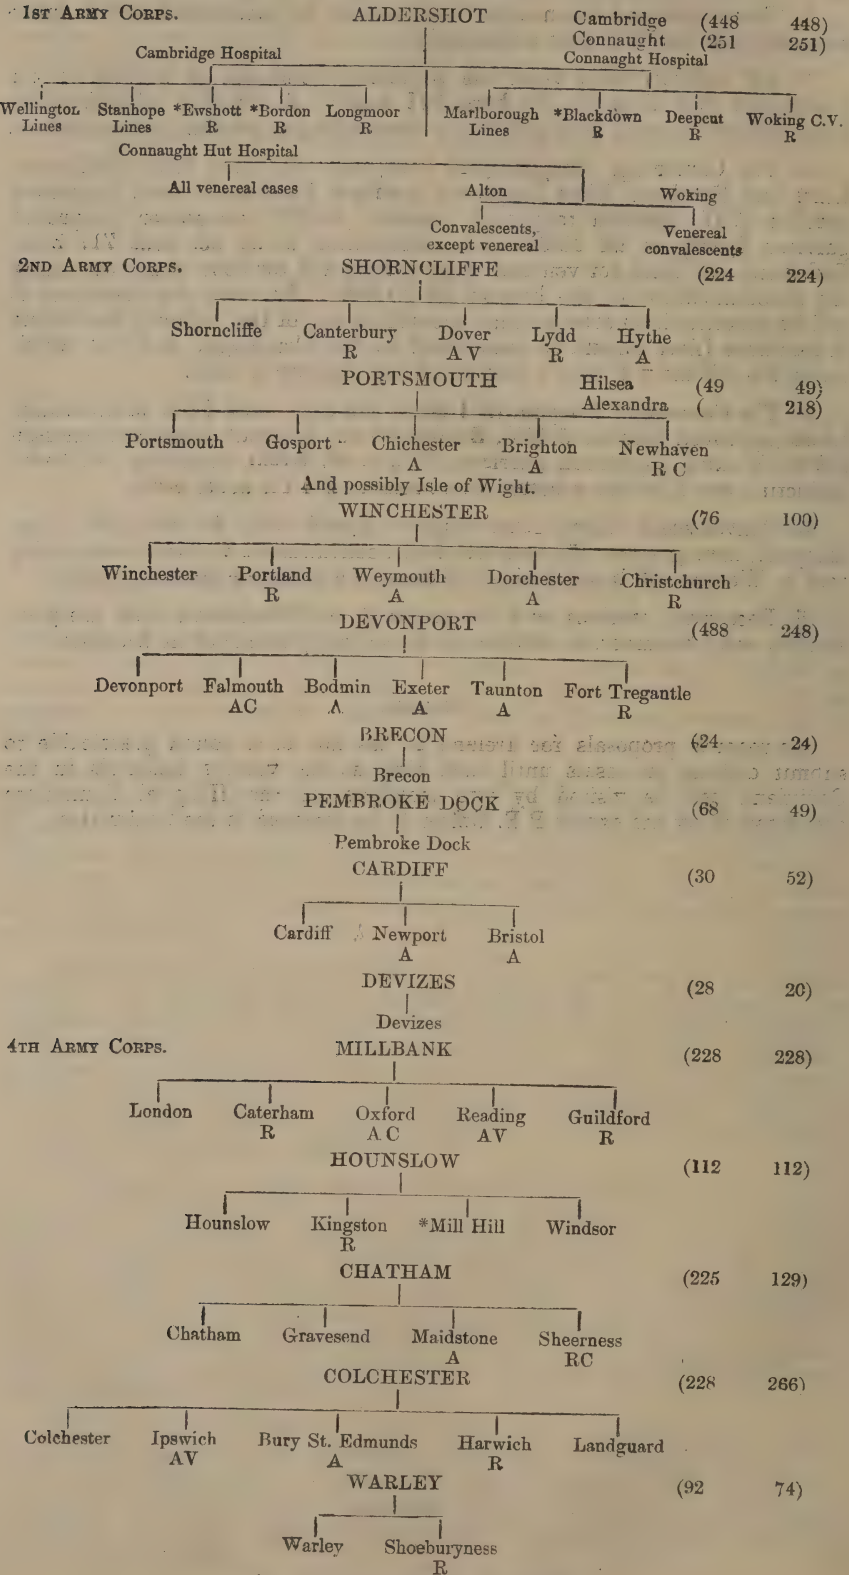 1ST ARMY CORPS. ALDERSHOT Cambridge (448 448)
Connaught (251 251)
Cambridge Hospital Connaught Hospital
Wellington Lines Stanhope Lines *Ewshott R *Bordon R Longmoor R Marlborough Lines *Blackdown R Deepcut R Woking C.V. R
Connaught Hut Hospital
All venereal cases Alton Woking
Convalescents, except venereal Venereal convalescents
2ND ARMY CORPS. SHORNCLIFFE (224 224)
Shorncliffe Canterbury Dover Lydd Hythe
R A V R A
PORTSMOUTH Hilsea (49 49)
Alexandra ( 218)
Portsmouth Gosport Chichester Brighton Newhaven
A A R C
And possibly Isle of Wight.
WINCHESTER (76 100)
Winchester Portland Weymouth Dorchester Christchurch
R A A R
DEVONPORT (488 248)
Devonport Falmouth Bodmin Exeter Taunton Fort Tregantle
AC A A A R
BRECON (24 24)
Brecon
PEMBROKE DOCK (68 49)
Pembroke Dock
CARDIFF (30 52)
Cardiff Newport Bristol
A A
DEVIZES (28 20)
Devizes
4TH ARMY CORPS. MILLBANK (228 228)
London Caterham Oxford Reading Guildford
R A C AV R
HOUNSLOW (112 112)
Hounslow Kingston *Mill Hill Windsor
R
CHATHAM (225 129)
Chatham Gravesend Maidstone Sheerness
A RC
COLCHESTER (228 266)
Colchester Ipswich Bury St. Edmunds Harwich Landguard
AV A R
WARLEY (92 74)
Warley Shoeburyness
R